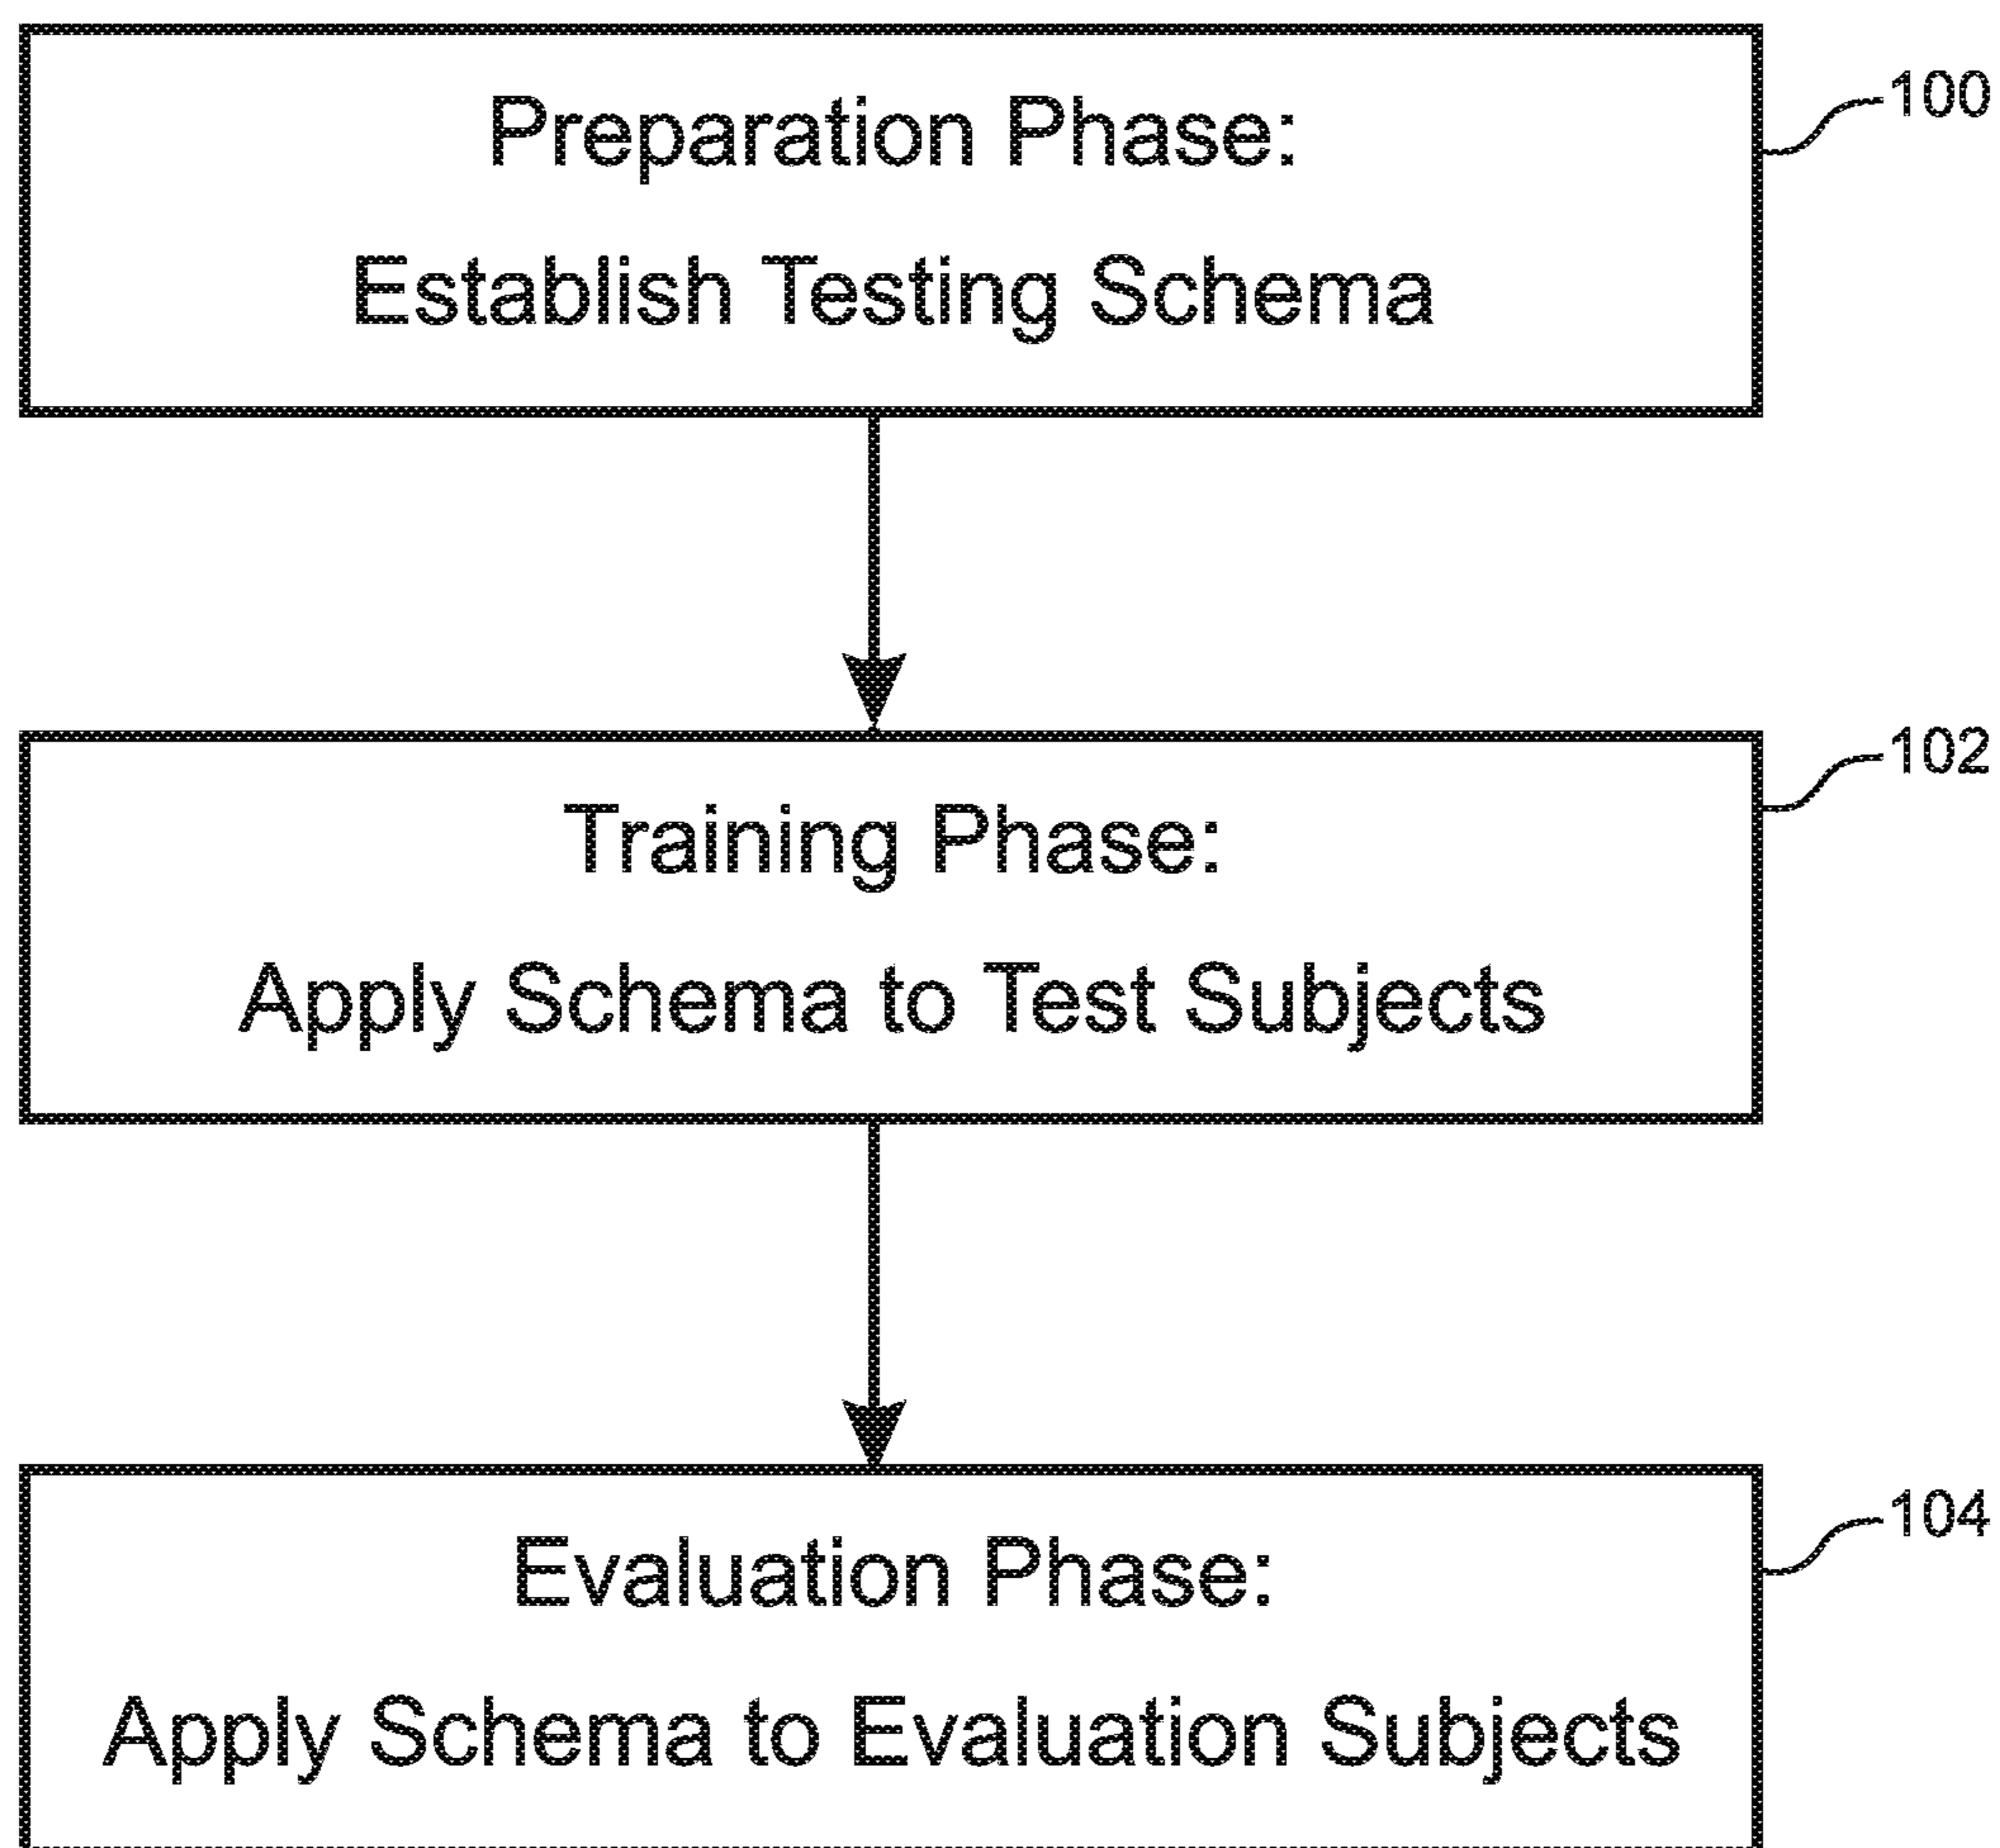 Preparation Phase:
Establish Testing Schema
100
Training Phase:
Apply Schema to Test Subjects
102
Evaluation Phase:
Apply Schema to Evaluation Subjects
104